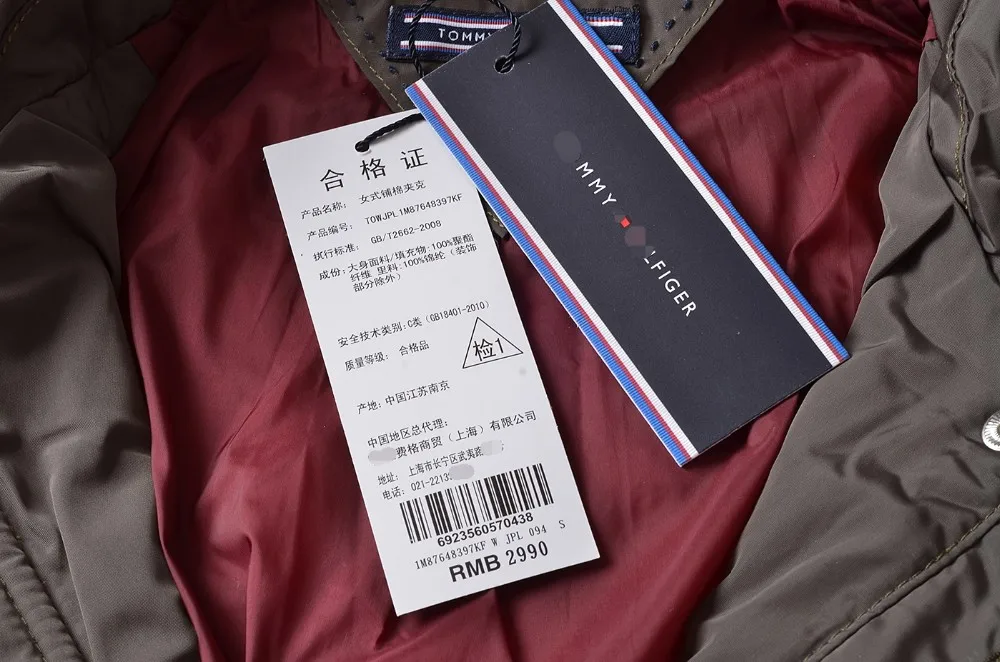 TOMMY
合格证
产品名称: 女式铺棉夹克
产品编号: TOWJPL1M87648397KF
执行标准: GB/T2662-2008
成份: 大身面料/填充物:100%聚酯
纤维 里料:100%锦纶(装饰
部分除外)
安全技术类别:C类(GB18401-2010)
质量等级: 合格品
检1
产地: 中国江苏南京
中国地区总代理:
费格商贸(上海)有限公司
地址: 上海市长宁区武夷路
电话: 021-2213
6923560570438
1M87648397KF W JPL 094 S
RMB 2990
MMY
LFIGER